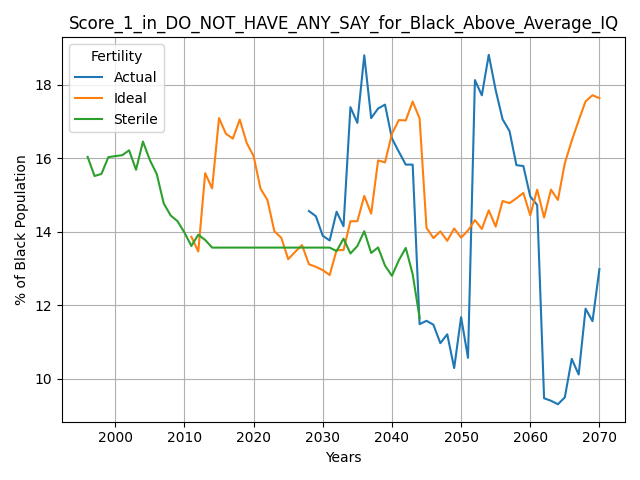 Score_1_in_DO_NOT_HAVE_ANY_SAY_for_Black_Above_Average_IQ
Fertility
Actual
Ideal
Sterile
% of Black Population
18
16
14
12
10
2000
2010
2020
2030
2040
2050
2060
2070
Years